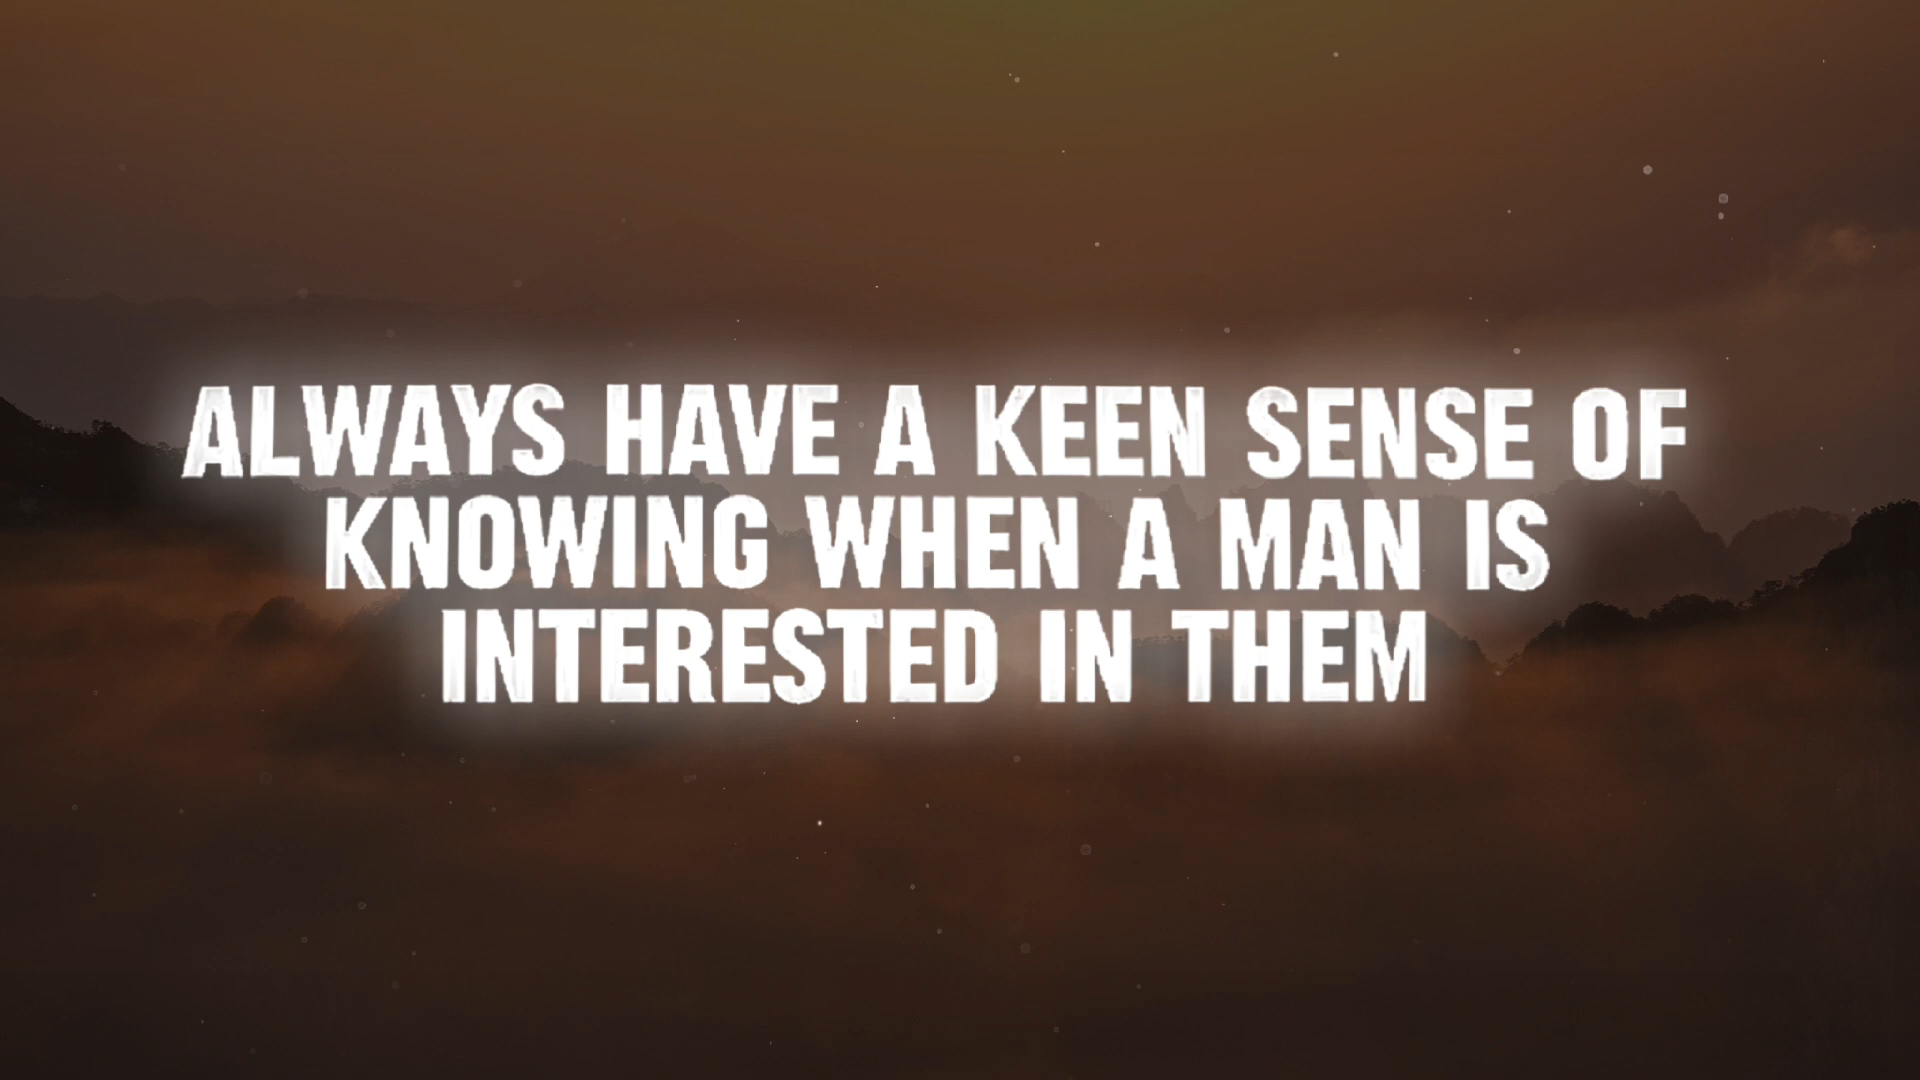 ALWAYS HAVE A KEEN SENSE OF
KNOWING WHEN A MAN IS
INTERESTED IN THEM